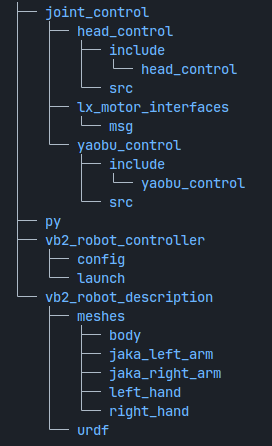 ├── joint_control
│   ├── head_control
│   │   ├── include
│   │   │   └── head_control
│   │   └── src
│   ├── lx_motor_interfaces
│   │   └── msg
│   └── yaobu_control
│       ├── include
│       │   └── yaobu_control
│       └── src
├── py
├── vb2_robot_controller
│   ├── config
│   └── launch
└── vb2_robot_description
    ├── meshes
    │   ├── body
    │   ├── jaka_left_arm
    │   ├── jaka_right_arm
    │   ├── left_hand
    │   └── right_hand
    └── urdf